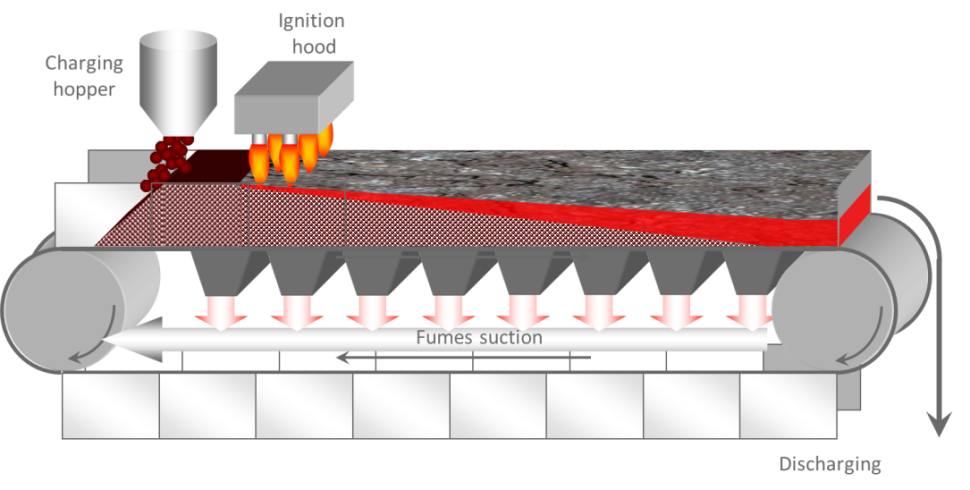 Ignition
hood
Charging
hopper
Fumes suction
Discharging